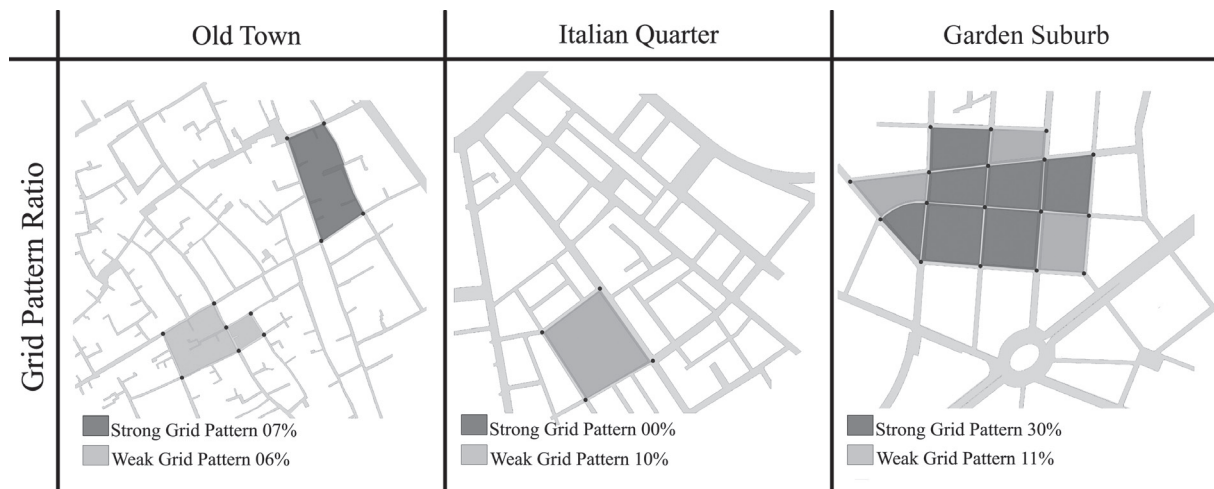 Old Town
Italian Quarter
Garden Suburb
Grid Pattern Ratio
Strong Grid Pattern 07%
Weak Grid Pattern 06%
Strong Grid Pattern 00%
Weak Grid Pattern 10%
Strong Grid Pattern 30%
Weak Grid Pattern 11%